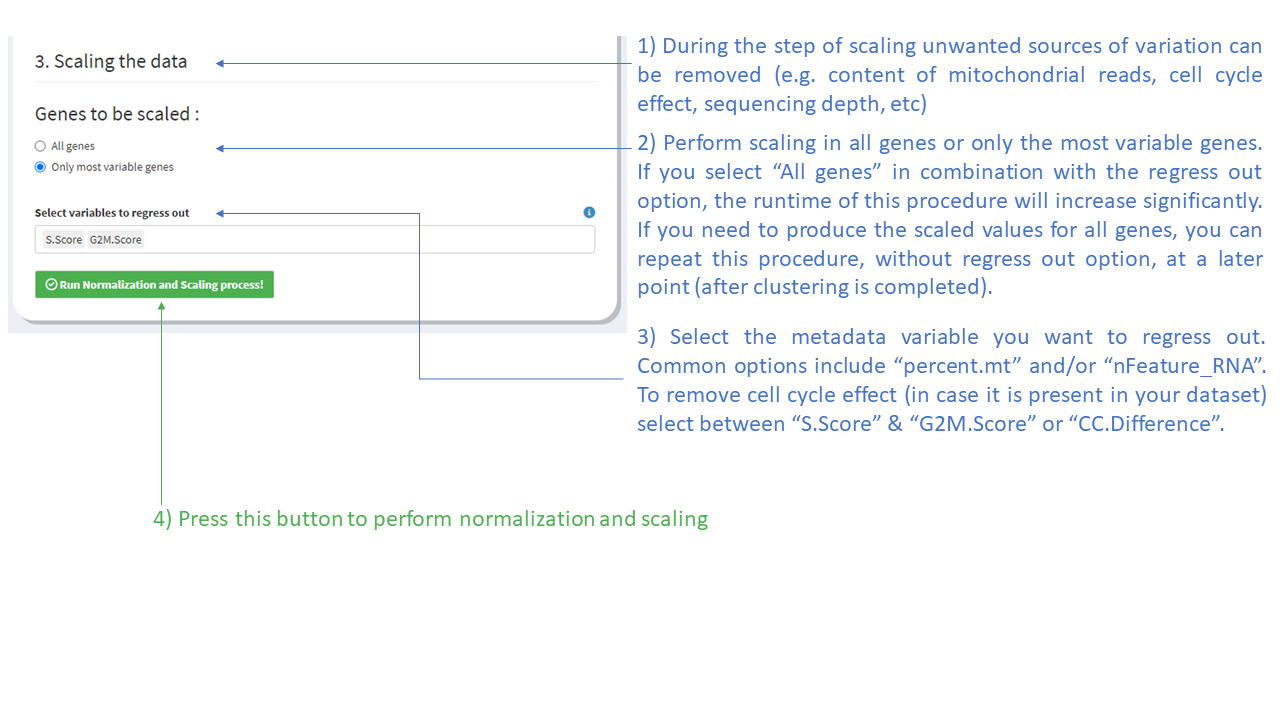 3. Scaling the data
Genes to be scaled :
All genes
Only most variable genes
Select variables to regress out
S.Score G2M.Score
Run Normalization and Scaling process!
1) During the step of scaling unwanted sources of variation can
be removed (e.g. content of mitochondrial reads, cell cycle
effect, sequencing depth, etc)
2) Perform scaling in all genes or only the most variable genes.
If you select “All genes” in combination with the regress out
option, the runtime of this procedure will increase significantly.
If you need to produce the scaled values for all genes, you can
repeat this procedure, without regress out option, at a later
point (after clustering is completed).
3) Select the metadata variable you want to regress out.
Common options include “percent.mt” and/or “nFeature_RNA”.
To remove cell cycle effect (in case it is present in your dataset)
select between “S.Score” & “G2M.Score” or “CC.Difference”.
4) Press this button to perform normalization and scaling